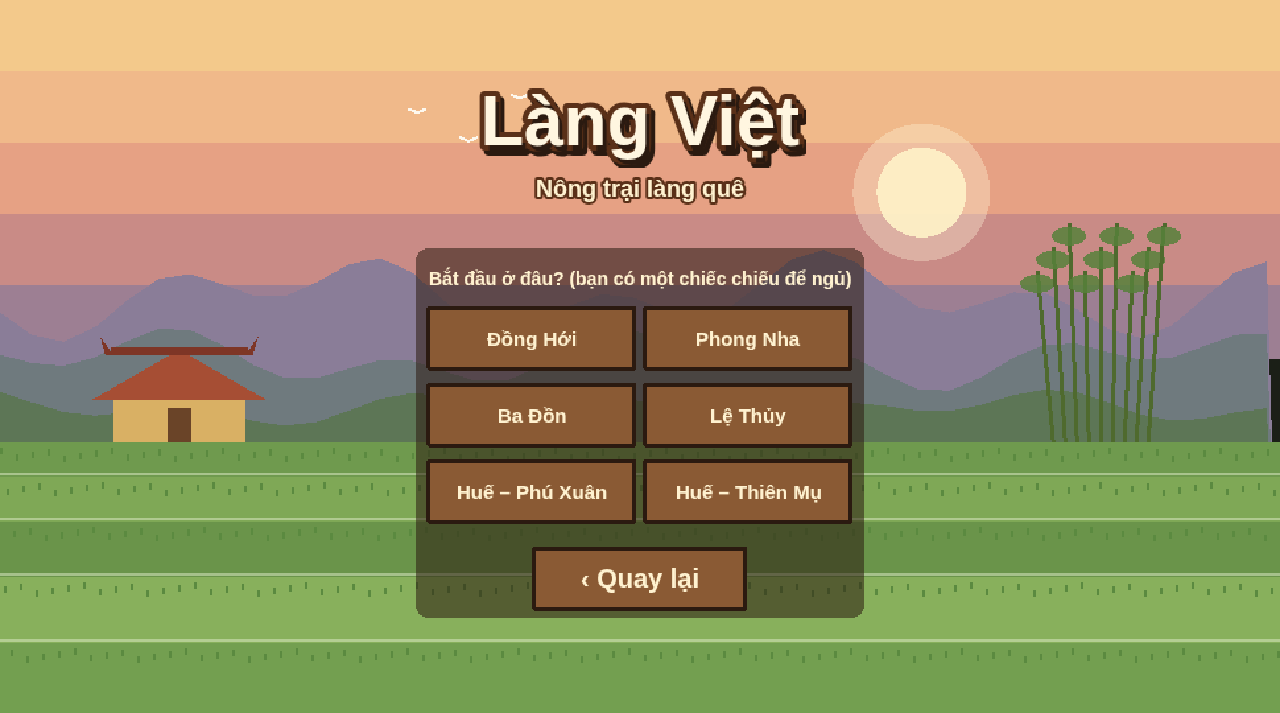 Làng Việt
Nông trại làng quê
Bắt đầu ở đâu? (bạn có một chiếc chiếu để ngủ)
Đồng Hới
Phong Nha
Ba Đồn
Lệ Thủy
Huế – Phú Xuân
Huế – Thiên Mụ
‹ Quay lại